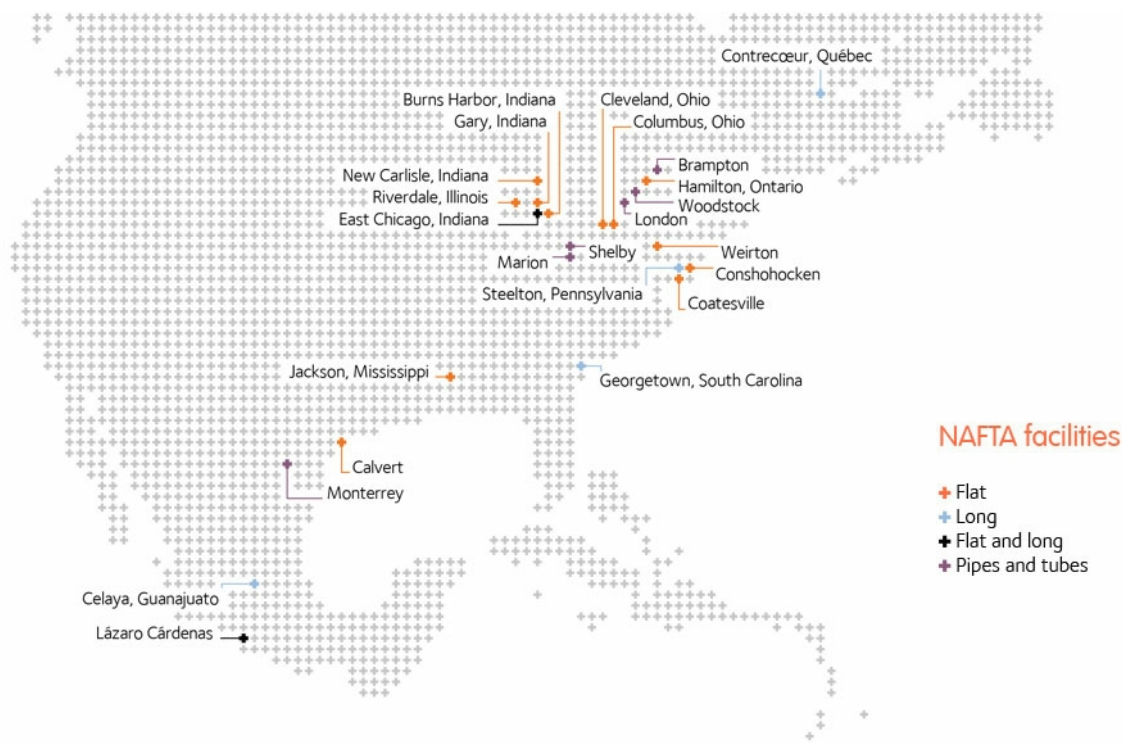 Contrecœur, Québec
Burns Harbor, Indiana
Cleveland, Ohio
Gary, Indiana
Columbus, Ohio
Brampton
New Carlisle, Indiana
Hamilton, Ontario
Riverdale, Illinois
Woodstock
East Chicago, Indiana
London
Shelby
Weirton
Marion
Conshohocken
Steelton, Pennsylvania
Coatesville
Jackson, Mississippi
Georgetown, South Carolina
Calvert
Monterrey
Celaya, Guanajuato
Lázaro Cárdenas
NAFTA facilities
Flat
Long
Flat and long
Pipes and tubes